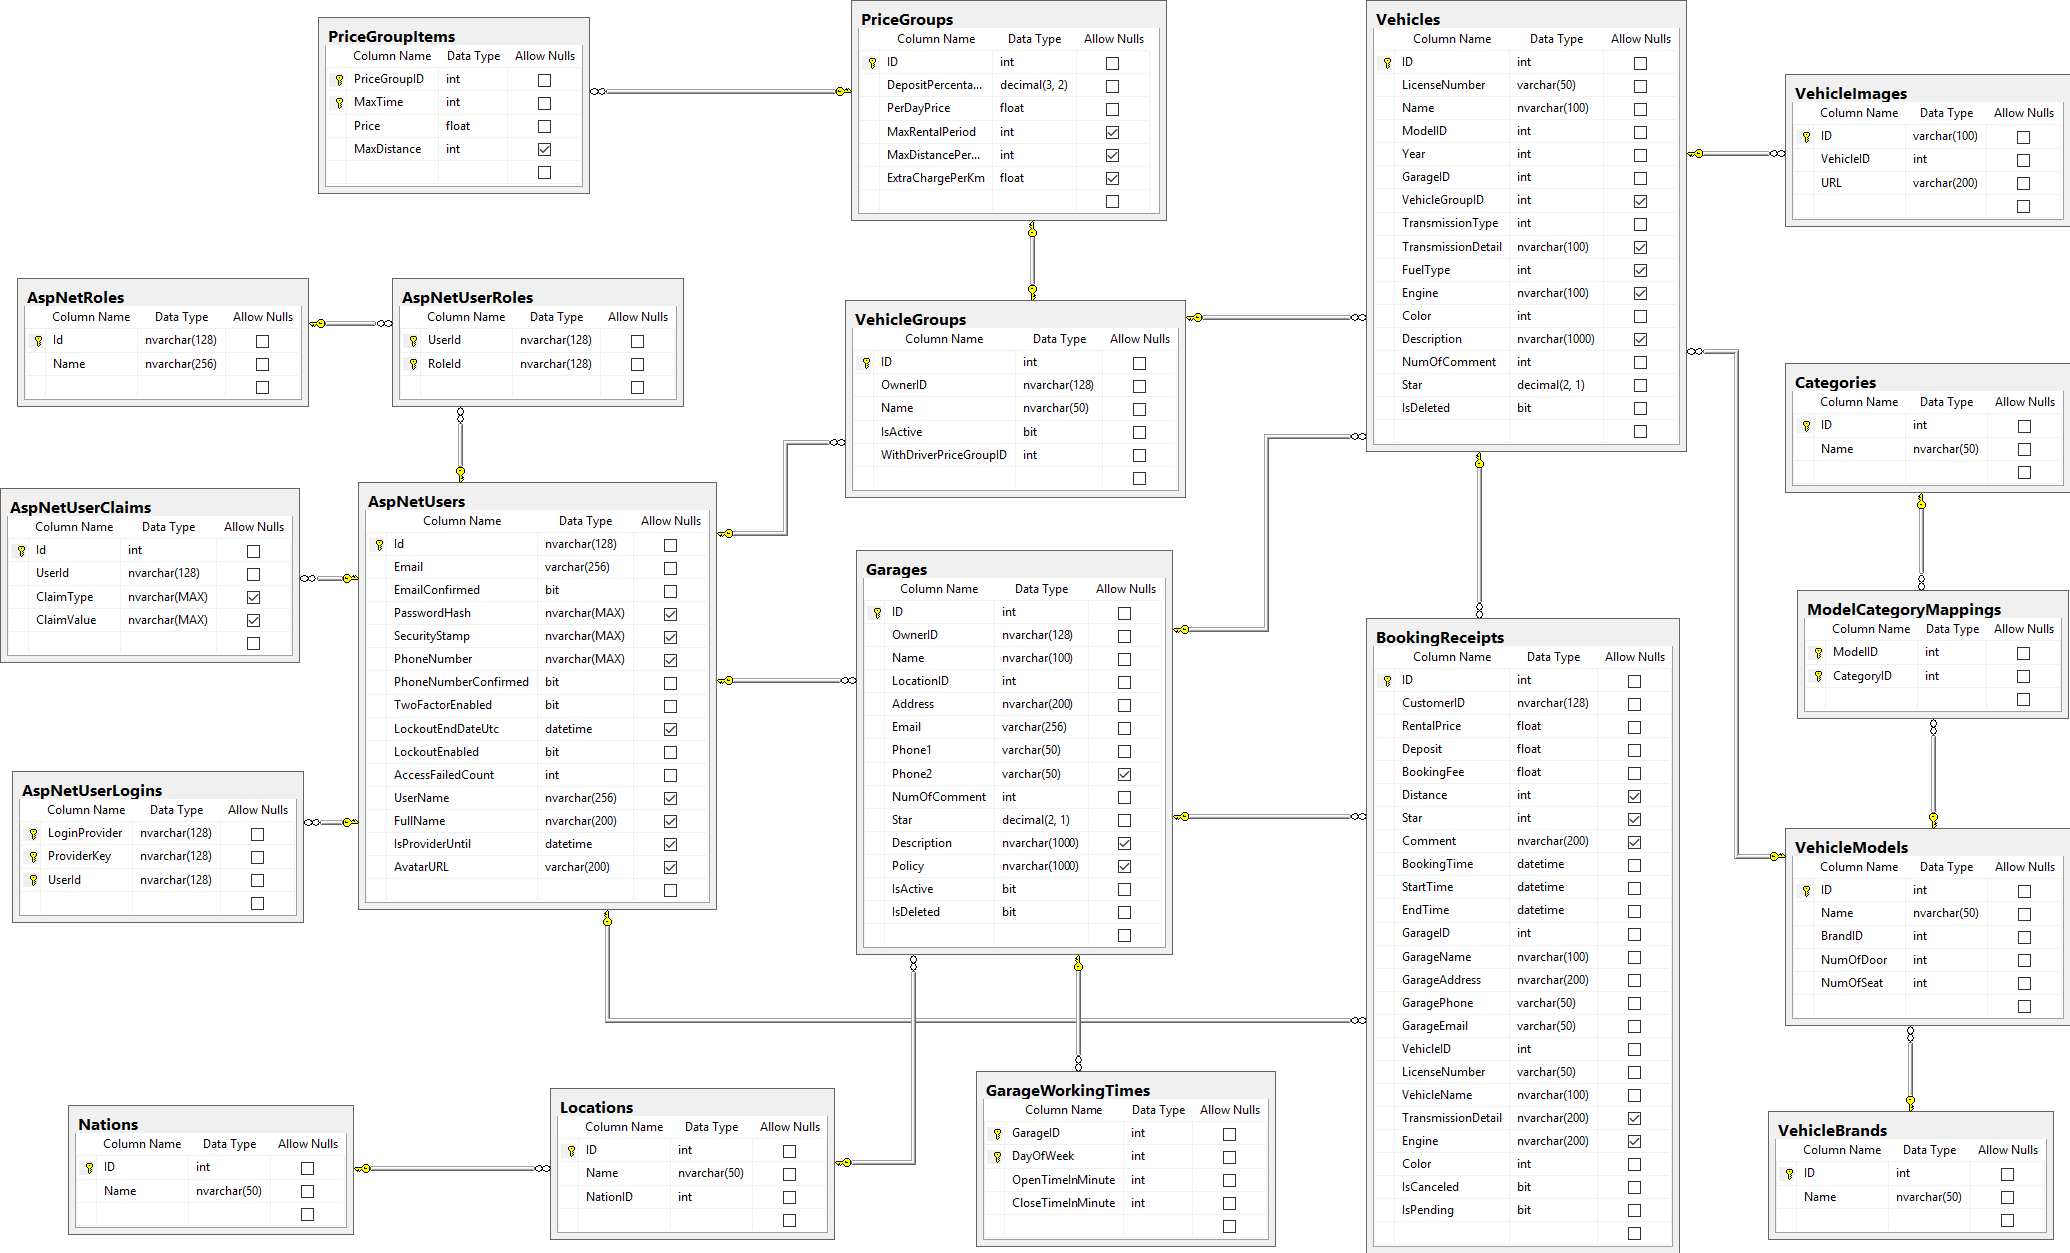 PriceGroupItems
Column Name Data Type Allow Nulls
PriceGroupID int
MaxTime int
Price float
MaxDistance int
PriceGroups
Column Name Data Type Allow Nulls
ID int
DepositPercenta... decimal(3, 2)
PerDayPrice float
MaxRentalPeriod int
MaxDistancePer... int
ExtraChargePerKm float
Vehicles
Column Name Data Type Allow Nulls
ID int
LicenseNumber varchar(50)
Name nvarchar(100)
ModelID int
Year int
GarageID int
VehicleGroupID int
TransmissionType int
TransmissionDetail nvarchar(100)
FuelType int
Engine nvarchar(100)
Color int
Description nvarchar(1000)
NumOfComment int
Star decimal(2, 1)
IsDeleted bit
VehicleImages
Column Name Data Type Allow Nulls
ID varchar(100)
VehicleID int
URL varchar(200)
AspNetRoles
Column Name Data Type Allow Nulls
Id nvarchar(128)
Name nvarchar(256)
AspNetUserRoles
Column Name Data Type Allow Nulls
UserId nvarchar(128)
RoleId nvarchar(128)
VehicleGroups
Column Name Data Type Allow Nulls
ID int
OwnerID nvarchar(128)
Name nvarchar(50)
IsActive bit
WithDriverPriceGroupID int
Categories
Column Name Data Type Allow Nulls
ID int
Name nvarchar(50)
AspNetUserClaims
Column Name Data Type Allow Nulls
Id int
UserId nvarchar(128)
ClaimType nvarchar(MAX)
ClaimValue nvarchar(MAX)
AspNetUsers
Column Name Data Type Allow Nulls
Id nvarchar(128)
Email varchar(256)
EmailConfirmed bit
PasswordHash nvarchar(MAX)
SecurityStamp nvarchar(MAX)
PhoneNumber nvarchar(MAX)
PhoneNumberConfirmed bit
TwoFactorEnabled bit
LockoutEndDateUtc datetime
LockoutEnabled bit
AccessFailedCount int
UserName nvarchar(256)
FullName nvarchar(200)
IsProviderUntil datetime
AvatarURL varchar(200)
Garages
Column Name Data Type Allow Nulls
ID int
OwnerID nvarchar(128)
Name nvarchar(100)
LocationID int
Address nvarchar(200)
Email varchar(256)
Phone1 varchar(50)
Phone2 varchar(50)
NumOfComment int
Star decimal(2, 1)
Description nvarchar(1000)
Policy nvarchar(1000)
IsActive bit
IsDeleted bit
ModelCategoryMappings
Column Name Data Type Allow Nulls
ModelID int
CategoryID int
BookingReceipts
Column Name Data Type Allow Nulls
ID int
CustomerID nvarchar(128)
RentalPrice float
Deposit float
BookingFee float
Distance int
Star int
Comment nvarchar(200)
BookingTime datetime
StartTime datetime
EndTime datetime
GarageID int
GarageName nvarchar(100)
GarageAddress nvarchar(200)
GaragePhone varchar(50)
GarageEmail varchar(50)
VehicleID int
LicenseNumber varchar(50)
VehicleName nvarchar(100)
TransmissionDetail nvarchar(200)
Engine nvarchar(200)
Color int
IsCanceled bit
IsPending bit
AspNetUserLogins
Column Name Data Type Allow Nulls
LoginProvider nvarchar(128)
ProviderKey nvarchar(128)
UserId nvarchar(128)
VehicleModels
Column Name Data Type Allow Nulls
ID int
Name nvarchar(50)
BrandID int
NumOfDoor int
NumOfSeat int
Nations
Column Name Data Type Allow Nulls
ID int
Name nvarchar(50)
Locations
Column Name Data Type Allow Nulls
ID int
Name nvarchar(50)
NationID int
GarageWorkingTimes
Column Name Data Type Allow Nulls
GarageID int
DayOfWeek int
OpenTimeInMinute int
CloseTimeInMinute int
VehicleBrands
Column Name Data Type Allow Nulls
ID int
Name nvarchar(50)